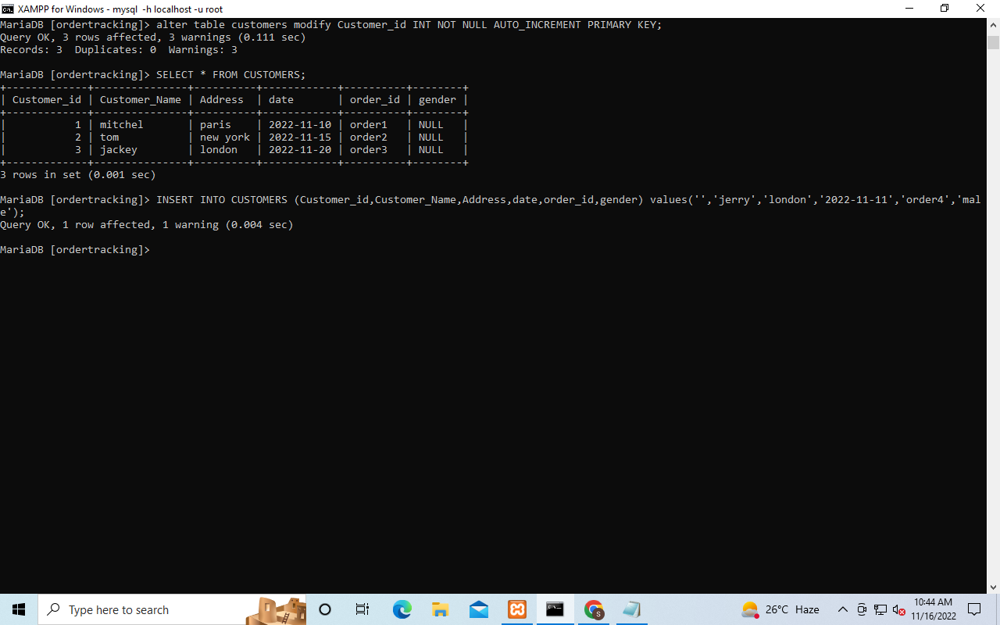 XAMPP for Windows - mysql  -h localhost -u root
MariaDB [ordertracking]> alter table customers modify Customer_id INT NOT NULL AUTO_INCREMENT PRIMARY KEY;
Query OK, 3 rows affected, 3 warnings (0.111 sec)
Records: 3  Duplicates: 0  Warnings: 3
MariaDB [ordertracking]> SELECT * FROM CUSTOMERS;
+-------------+---------------+----------+------------+----------+--------+
| Customer_id | Customer_Name | Address  | date       | order_id | gender |
+-------------+---------------+----------+------------+----------+--------+
|           1 | mitchel       | paris    | 2022-11-10 | order1   | NULL   |
|           2 | tom           | new york | 2022-11-15 | order2   | NULL   |
|           3 | jackey        | london   | 2022-11-20 | order3   | NULL   |
+-------------+---------------+----------+------------+----------+--------+
3 rows in set (0.001 sec)
MariaDB [ordertracking]> INSERT INTO CUSTOMERS (Customer_id,Customer_Name,Address,date,order_id,gender) values('','jerry','london','2022-11-11','order4','mal
e');
Query OK, 1 row affected, 1 warning (0.004 sec)
MariaDB [ordertracking]>
Type here to search
S
26°C  Haze
10:44 AM
11/16/2022